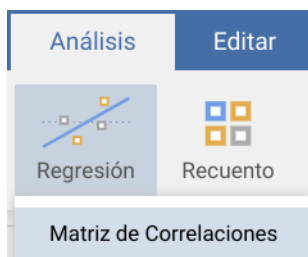 Análisis Editar
Regresión Recuento
Matriz de Correlaciones